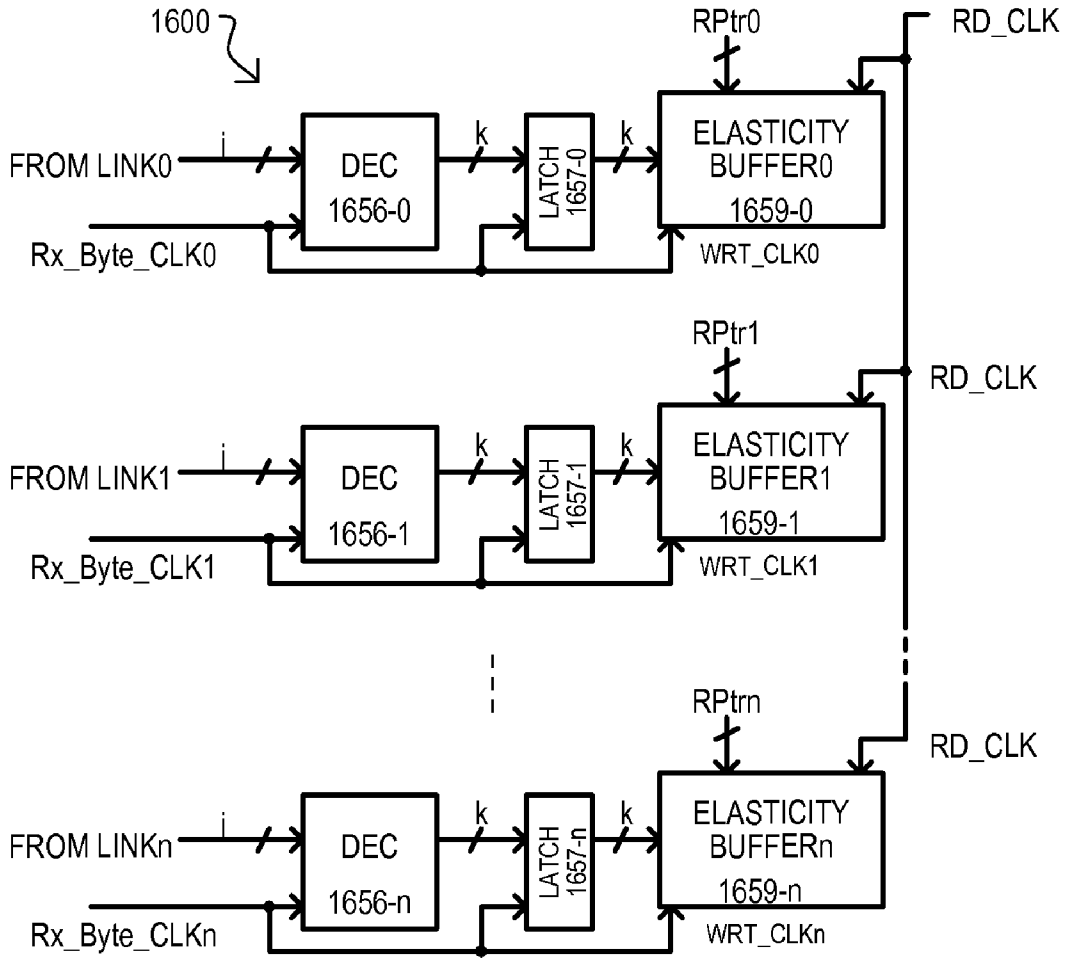 1600
RPtr0
RD_CLK
FROM LINK0
j
DEC
1656-0
k
LATCH
1657-0
k
ELASTICITY
BUFFER0
1659-0
Rx_Byte_CLK0
WRT_CLK0
RPtr1
RD_CLK
FROM LINK1
j
DEC
1656-1
k
LATCH
1657-1
k
ELASTICITY
BUFFER1
1659-1
Rx_Byte_CLK1
WRT_CLK1
RPtrn
RD_CLK
FROM LINKn
j
DEC
1656-n
k
LATCH
1657-n
k
ELASTICITY
BUFFERn
1659-n
Rx_Byte_CLKn
WRT_CLKn